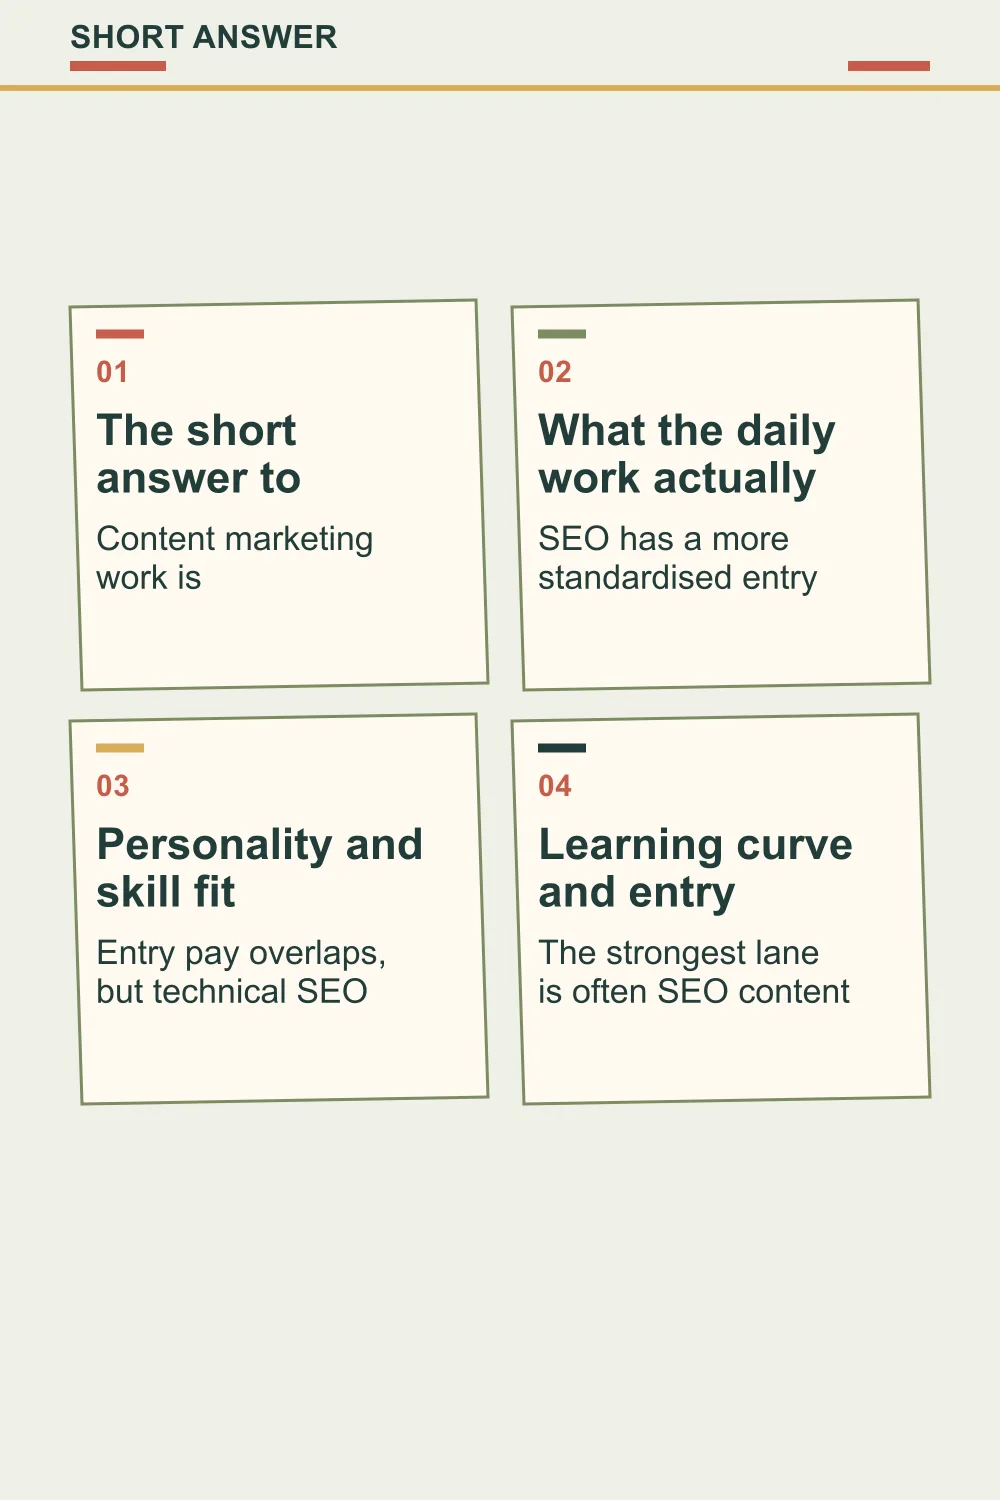 SHORT ANSWER
01
The short
answer to
Content marketing
work is
02
What the daily
work actually
SEO has a more
standardised entry
03
Personality and
skill fit
Entry pay overlaps,
but technical SEO
04
Learning curve
and entry
The strongest lane
is often SEO content